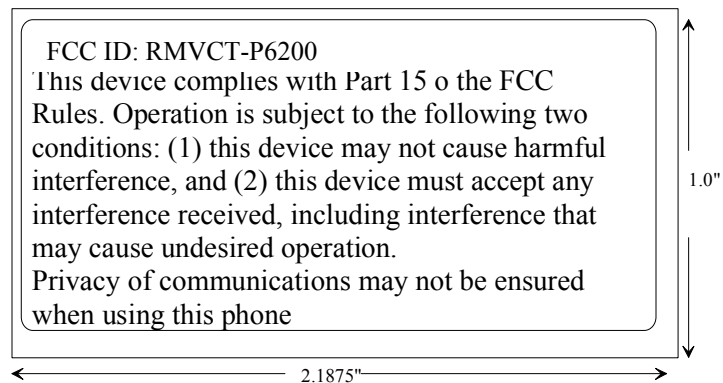 FCC ID: RMVCT-P6200
This device complies with Part 15 o the FCC
Rules. Operation is subject to the following two
conditions: (1) this device may not cause harmful
interference, and (2) this device must accept any
interference received, including interference that
may cause undesired operation.
Privacy of communications may not be ensured
when using this phone
1.0"
2.1875"